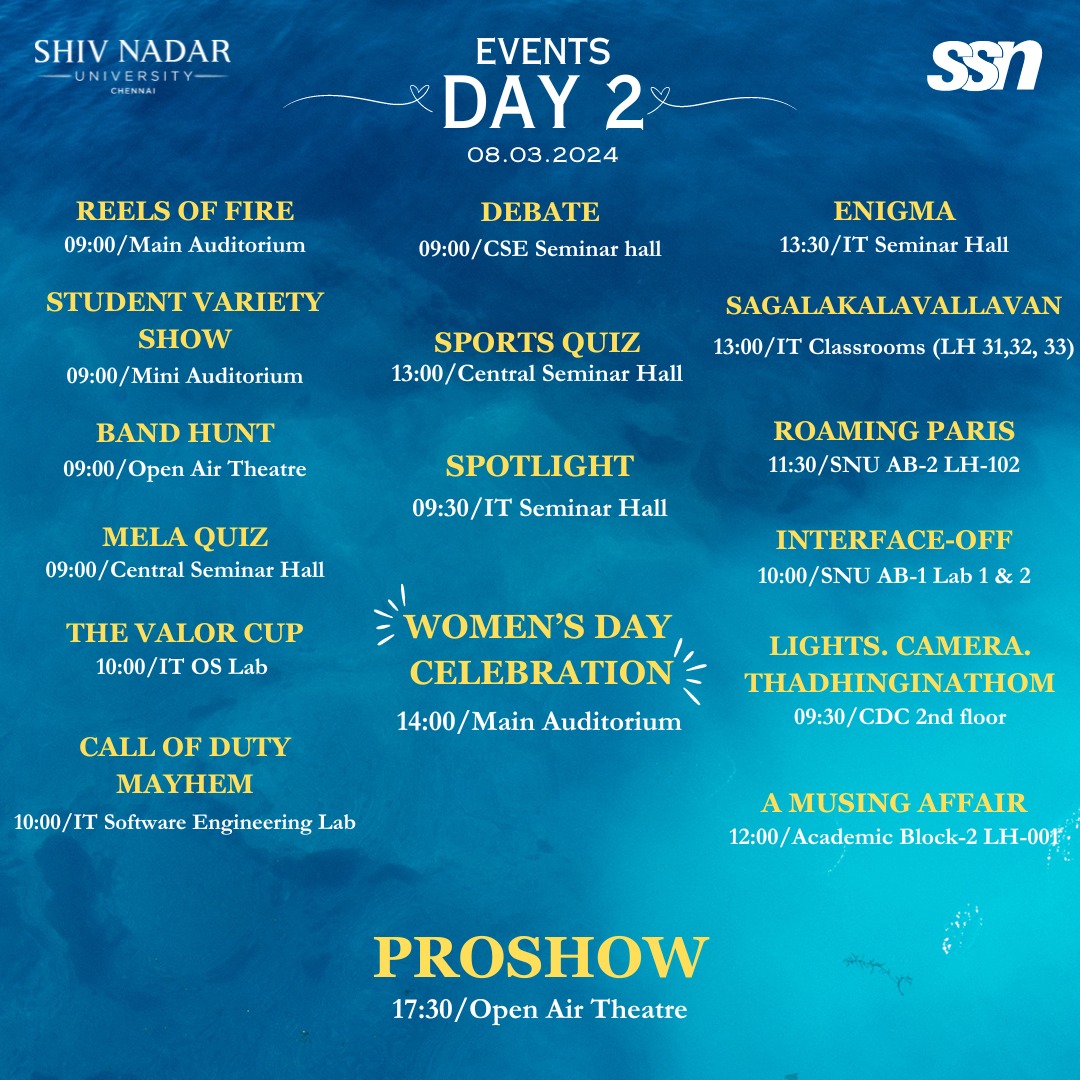 SHIV NADAR
UNIVERSITY
CHENNAI
EVENTS
DAY 2
08.03.2024
ssn
REELS OF FIRE
09:00/Main Auditorium
STUDENT VARIETY
SHOW
09:00/Mini Auditorium
BAND HUNT
09:00/Open Air Theatre
MELA QUIZ
09:00/Central Seminar Hall
THE VALOR CUP
10:00/IT OS Lab
CALL OF DUTY
MAYHEM
10:00/IT Software Engineering Lab
DEBATE
09:00/CSE Seminar hall
SPORTS QUIZ
13:00/Central Seminar Hall
SPOTLIGHT
09:30/IT Seminar Hall
WOMEN’S DAY
CELEBRATION
14:00/Main Auditorium
ENIGMA
13:30/IT Seminar Hall
SAGALAKALAVALLAVAN
13:00/IT Classrooms (LH 31,32, 33)
ROAMING PARIS
11:30/SNU AB-2 LH-102
INTERFACE-OFF
10:00/SNU AB-1 Lab 1 & 2
LIGHTS. CAMERA.
THADHINGINATHOM
09:30/CDC 2nd floor
A MUSING AFFAIR
12:00/Academic Block-2 LH-001
PROSHOW
17:30/Open Air Theatre